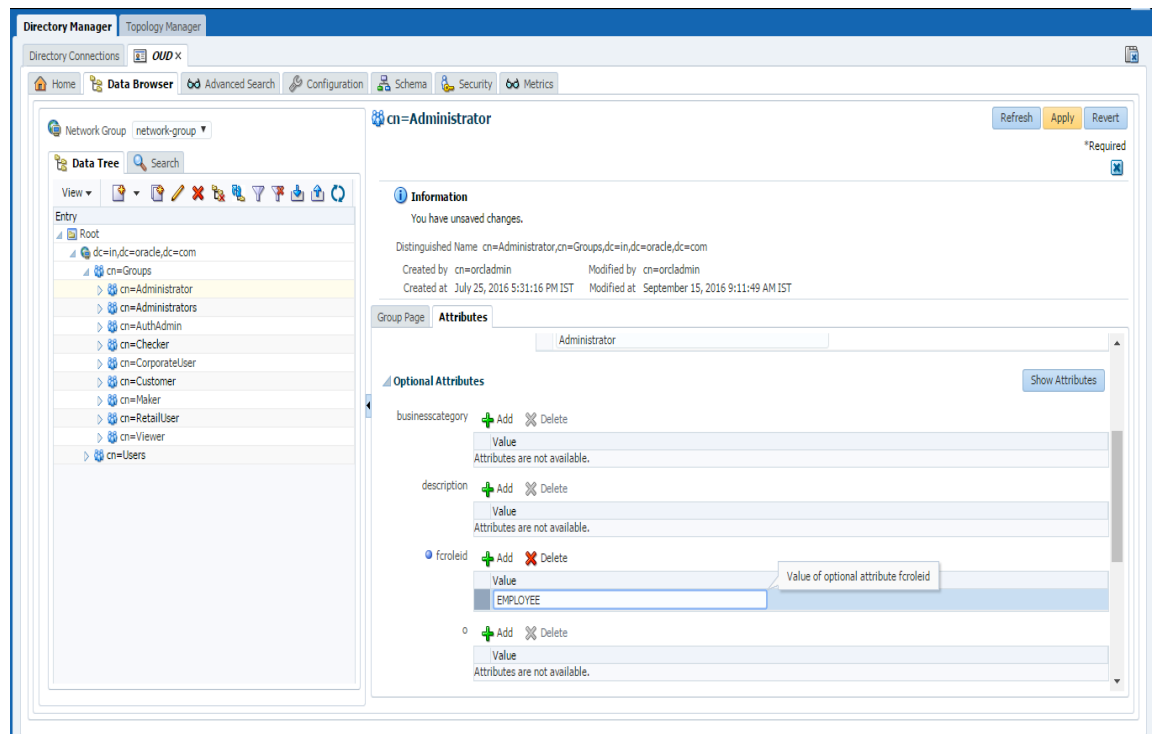 Directory Manager Topology Manager
Directory Connections OUD ×
Home Data Browser Advanced Search Configuration Schema Security Metrics
Network Group network-group
Data Tree Search
View
Entry
Root
dc=in,dc=oracle,dc=com
cn=Groups
cn=Administrator
cn=Administrators
cn=AuthAdmin
cn=Checker
cn=CorporateUser
cn=Customer
cn=Maker
cn=RetailUser
cn=Viewer
cn=Users
cn=Administrator
Refresh Apply Revert
*Required
Information
You have unsaved changes.
Distinguished Name cn=Administrator,cn=Groups,dc=in,dc=oracle,dc=com
Created by cn=orcladmin Modified by cn=orcladmin
Created at July 25, 2016 5:31:16 PM IST Modified at September 15, 2016 9:11:49 AM IST
Group Page Attributes
Administrator
Optional Attributes Show Attributes
businesscategory Add Delete
Value
Attributes are not available.
description Add Delete
Value
Attributes are not available.
fcroleid Add Delete
Value
Value of optional attribute fcroleid
EMPLOYEE
o Add Delete
Value
Attributes are not available.